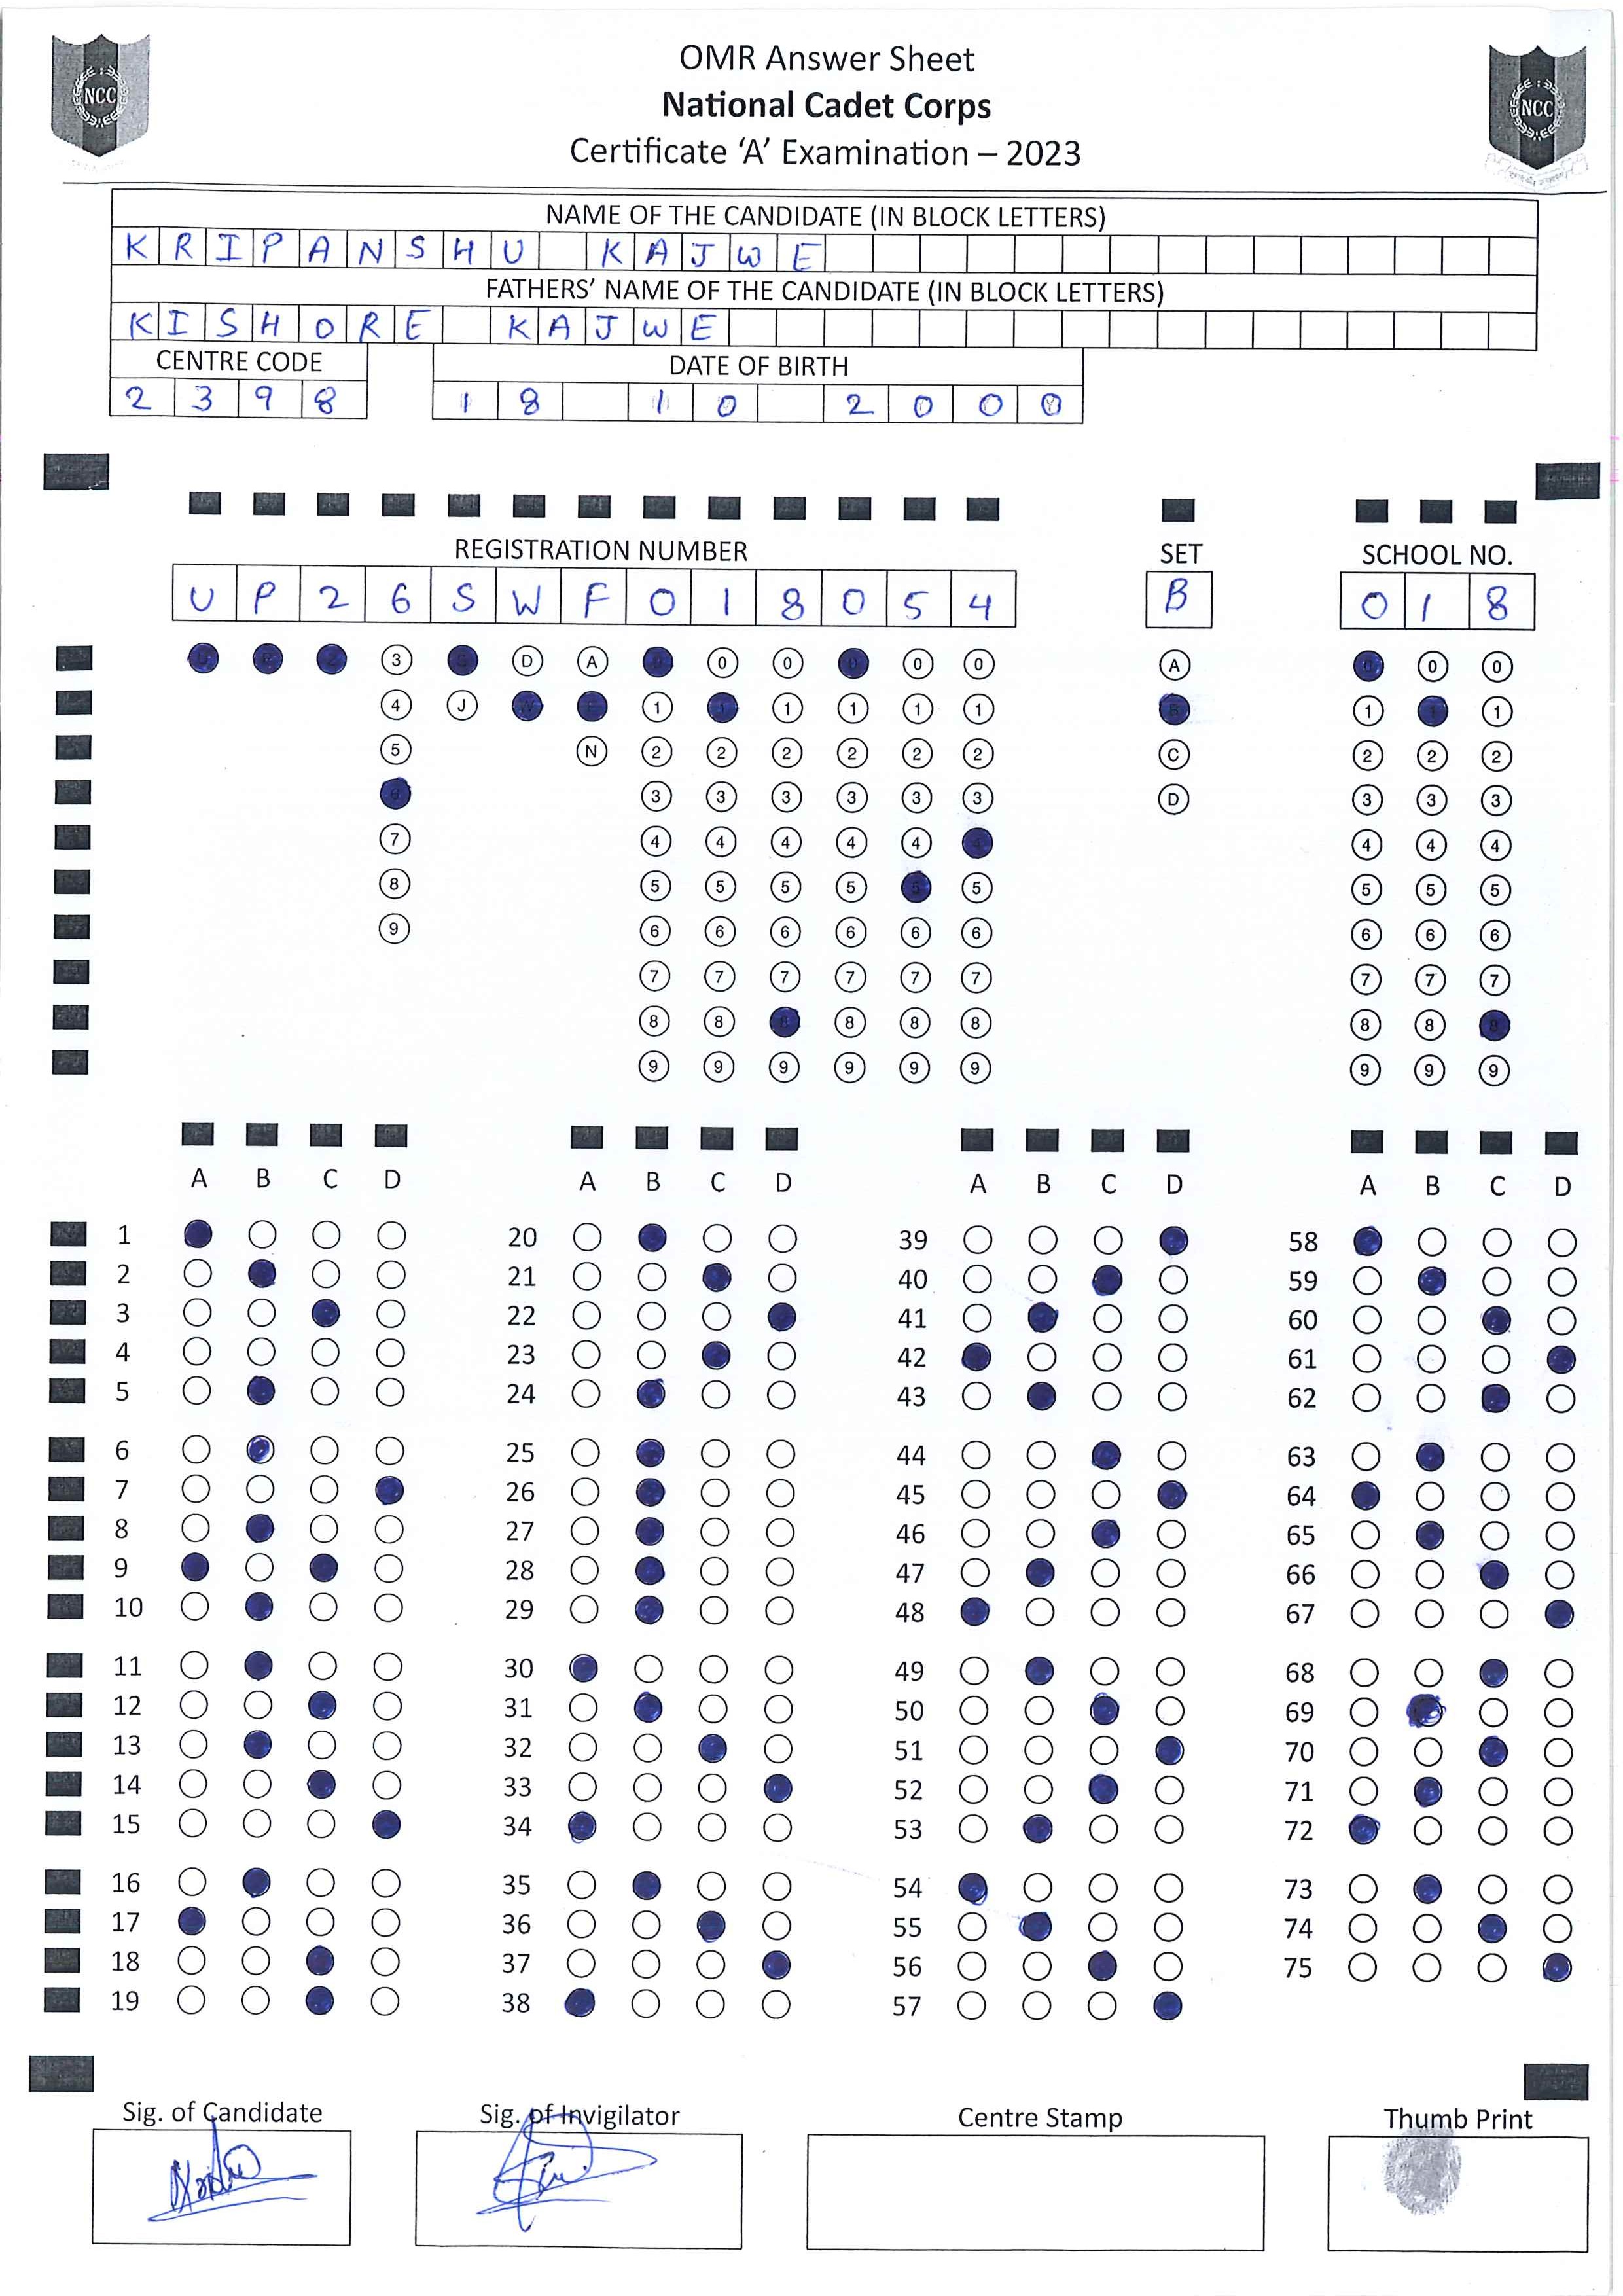 OMR Answer Sheet
National Cadet Corps
Certificate ‘A’ Examination – 2023
NCC
NCC
NAME OF THE CANDIDATE (IN BLOCK LETTERS)
KRIPANSHU KAJWE
FATHERS’ NAME OF THE CANDIDATE (IN BLOCK LETTERS)
KISHORE KAJWE
CENTRE CODE DATE OF BIRTH
2398 18 10 2000
REGISTRATION NUMBER SET SCHOOL NO.
U P 2 6 S W F 0 1 8 0 5 4 B 0 1 8
U P 2 3 S D A 0 0 0 0 0 0 A 0 0 0
4 J W F 1 1 1 1 1 1 B 1 1 1
5 N 2 2 2 2 2 2 C 2 2 2
6 3 3 3 3 3 3 D 3 3 3
7 4 4 4 4 4 4 4 4 4
8 5 5 5 5 5 5 5 5 5
9 6 6 6 6 6 6 6 6 6
7 7 7 7 7 7 7 7 7
8 8 8 8 8 8 8 8 8
9 9 9 9 9 9 9 9 9
A B C D A B C D A B C D A B C D
1 20 39 58
2 21 40 59
3 22 41 60
4 23 42 61
5 24 43 62
6 25 44 63
7 26 45 64
8 27 46 65
9 28 47 66
10 29 48 67
11 30 49 68
12 31 50 69
13 32 51 70
14 33 52 71
15 34 53 72
16 35 54 73
17 36 55 74
18 37 56 75
19 38 57
Sig. of Candidate Sig. of Invigilator Centre Stamp Thumb Print